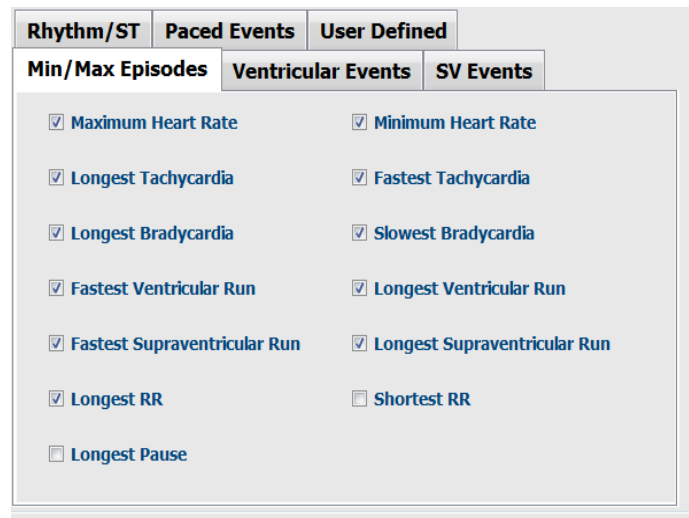 Rhythm/ST Paced Events User Defined
Min/Max Episodes Ventricular Events SV Events
Maximum Heart Rate Minimum Heart Rate
Longest Tachycardia Fastest Tachycardia
Longest Bradycardia Slowest Bradycardia
Fastest Ventricular Run Longest Ventricular Run
Fastest Supraventricular Run Longest Supraventricular Run
Longest RR Shortest RR
Longest Pause